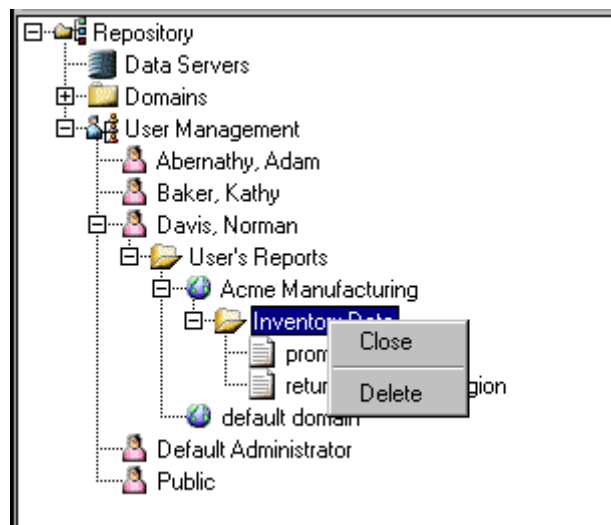 Repository
Data Servers
Domains
User Management
Abernathy, Adam
Baker, Kathy
Davis, Norman
User's Reports
Acme Manufacturing
Inventory Data
Close
Delete
default domain
Default Administrator
Public